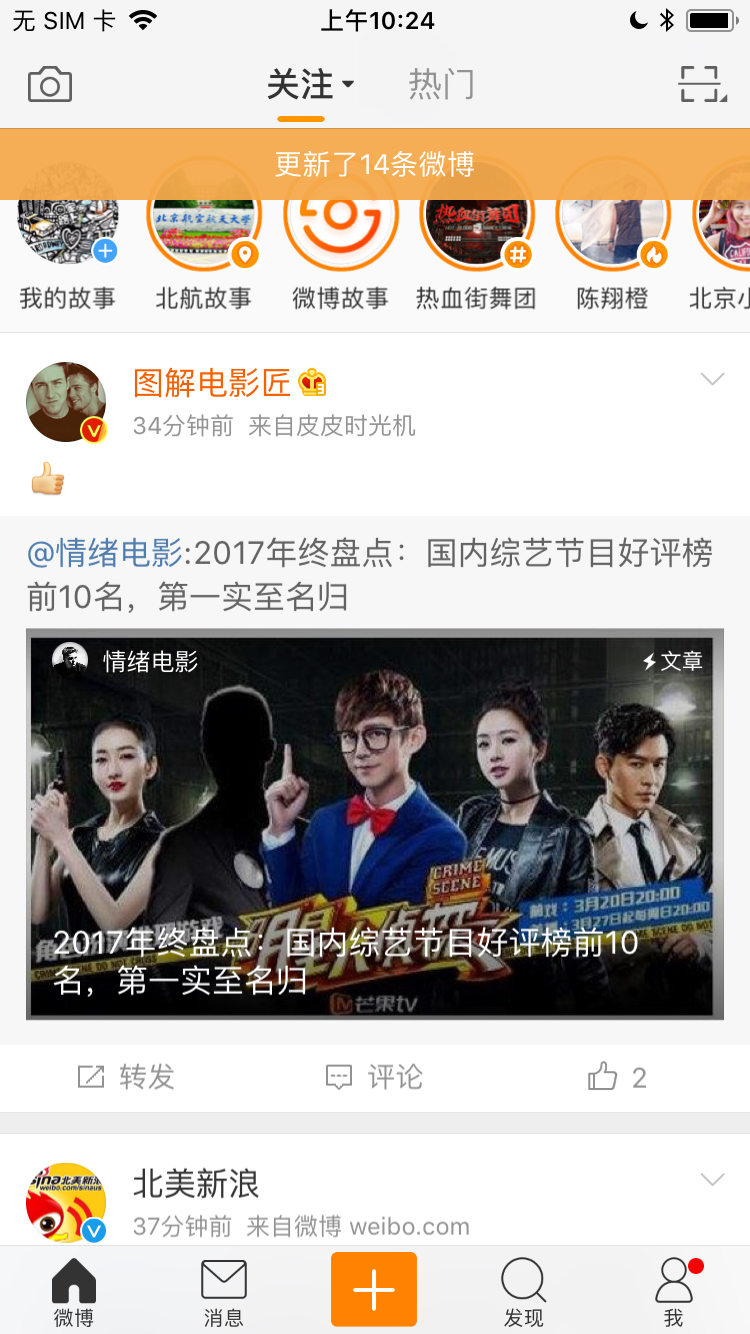 无 SIM 卡
上午10:24
关注
热门
更新了14条微博
北京航空航天大学
热血街舞团
我的故事
北航故事
微博故事
热血街舞团
陈翔橙
北京小
图解电影匠
34分钟前 来自皮皮时光机
@情绪电影:2017年终盘点：国内综艺节目好评榜
前10名，第一实至名归
情绪电影
文章
CRIME
SCENE
3月20日20:00
3月27日起每周日20:00
2017年终盘点：国内综艺节目好评榜前10
名，第一实至名归
芒果tv
转发
评论
2
sina北美新浪
weibo.com/sinaus
北美新浪
37分钟前 来自微博 weibo.com
微博
消息
发现
我